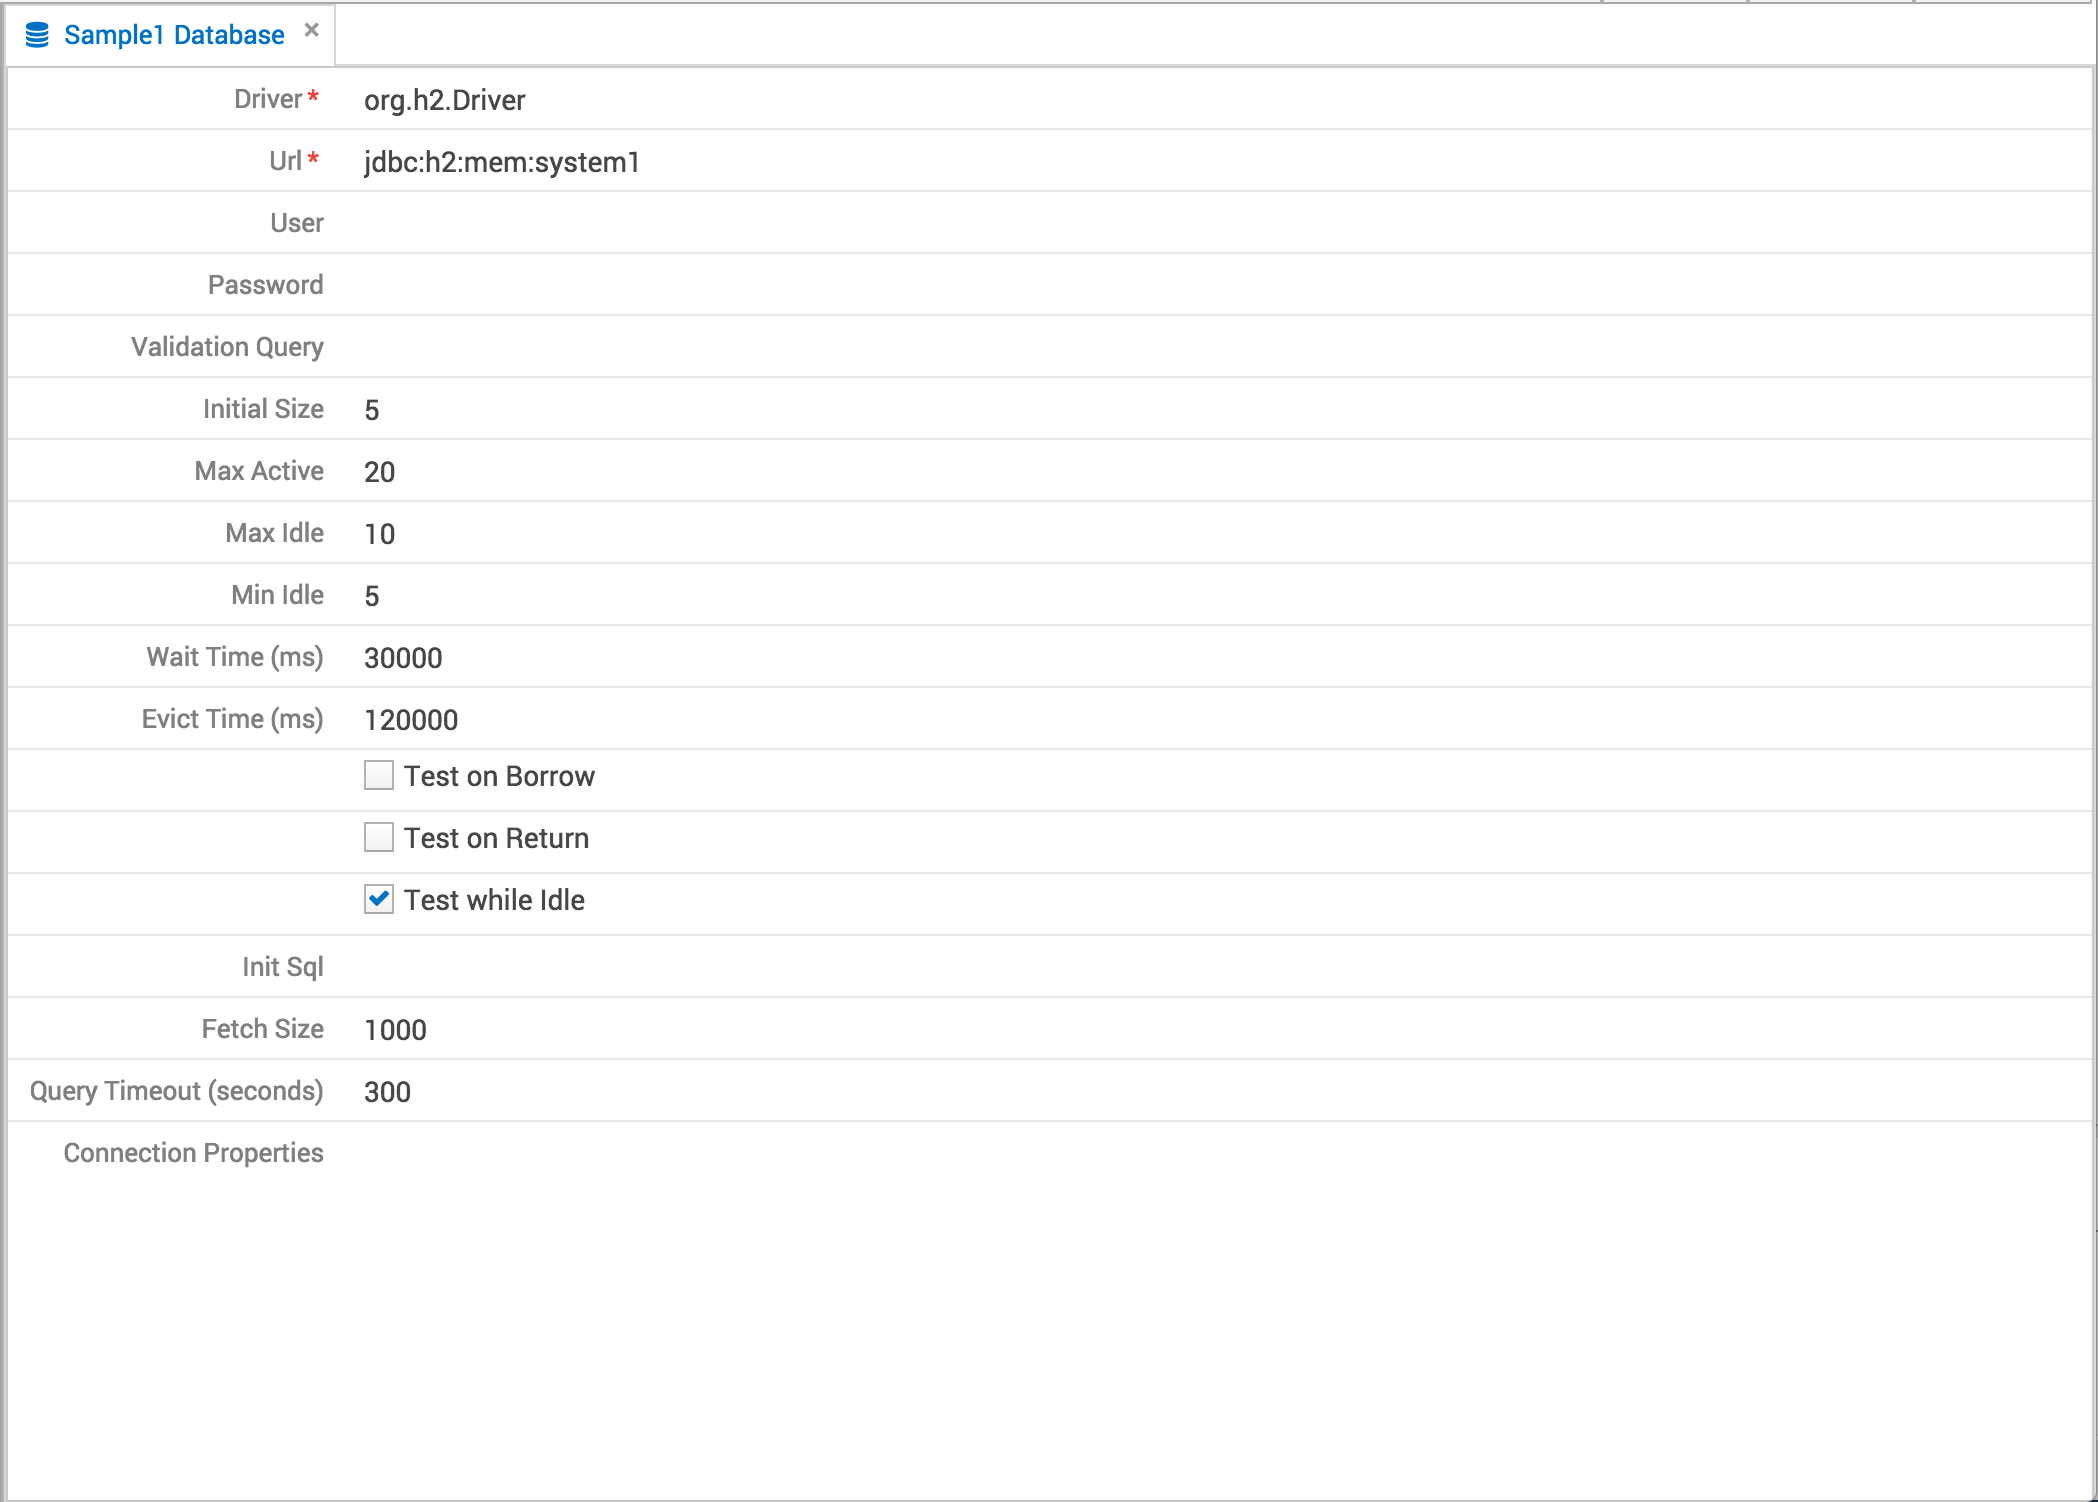 Sample1 Database ×
Driver * org.h2.Driver
Url * jdbc:h2:mem:system1
User
Password
Validation Query
Initial Size 5
Max Active 20
Max Idle 10
Min Idle 5
Wait Time (ms) 30000
Evict Time (ms) 120000
Test on Borrow
Test on Return
Test while Idle
Init Sql
Fetch Size 1000
Query Timeout (seconds) 300
Connection Properties